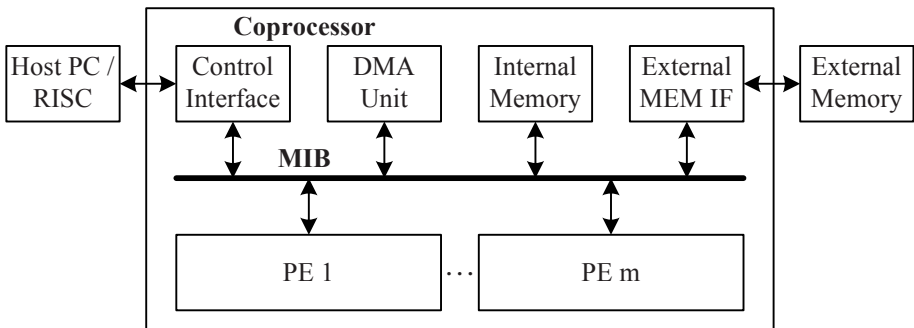 Coprocessor
Host PC /
RISC
Control
Interface
DMA
Unit
Internal
Memory
External
MEM IF
External
Memory
MIB
PE 1
...
PE m